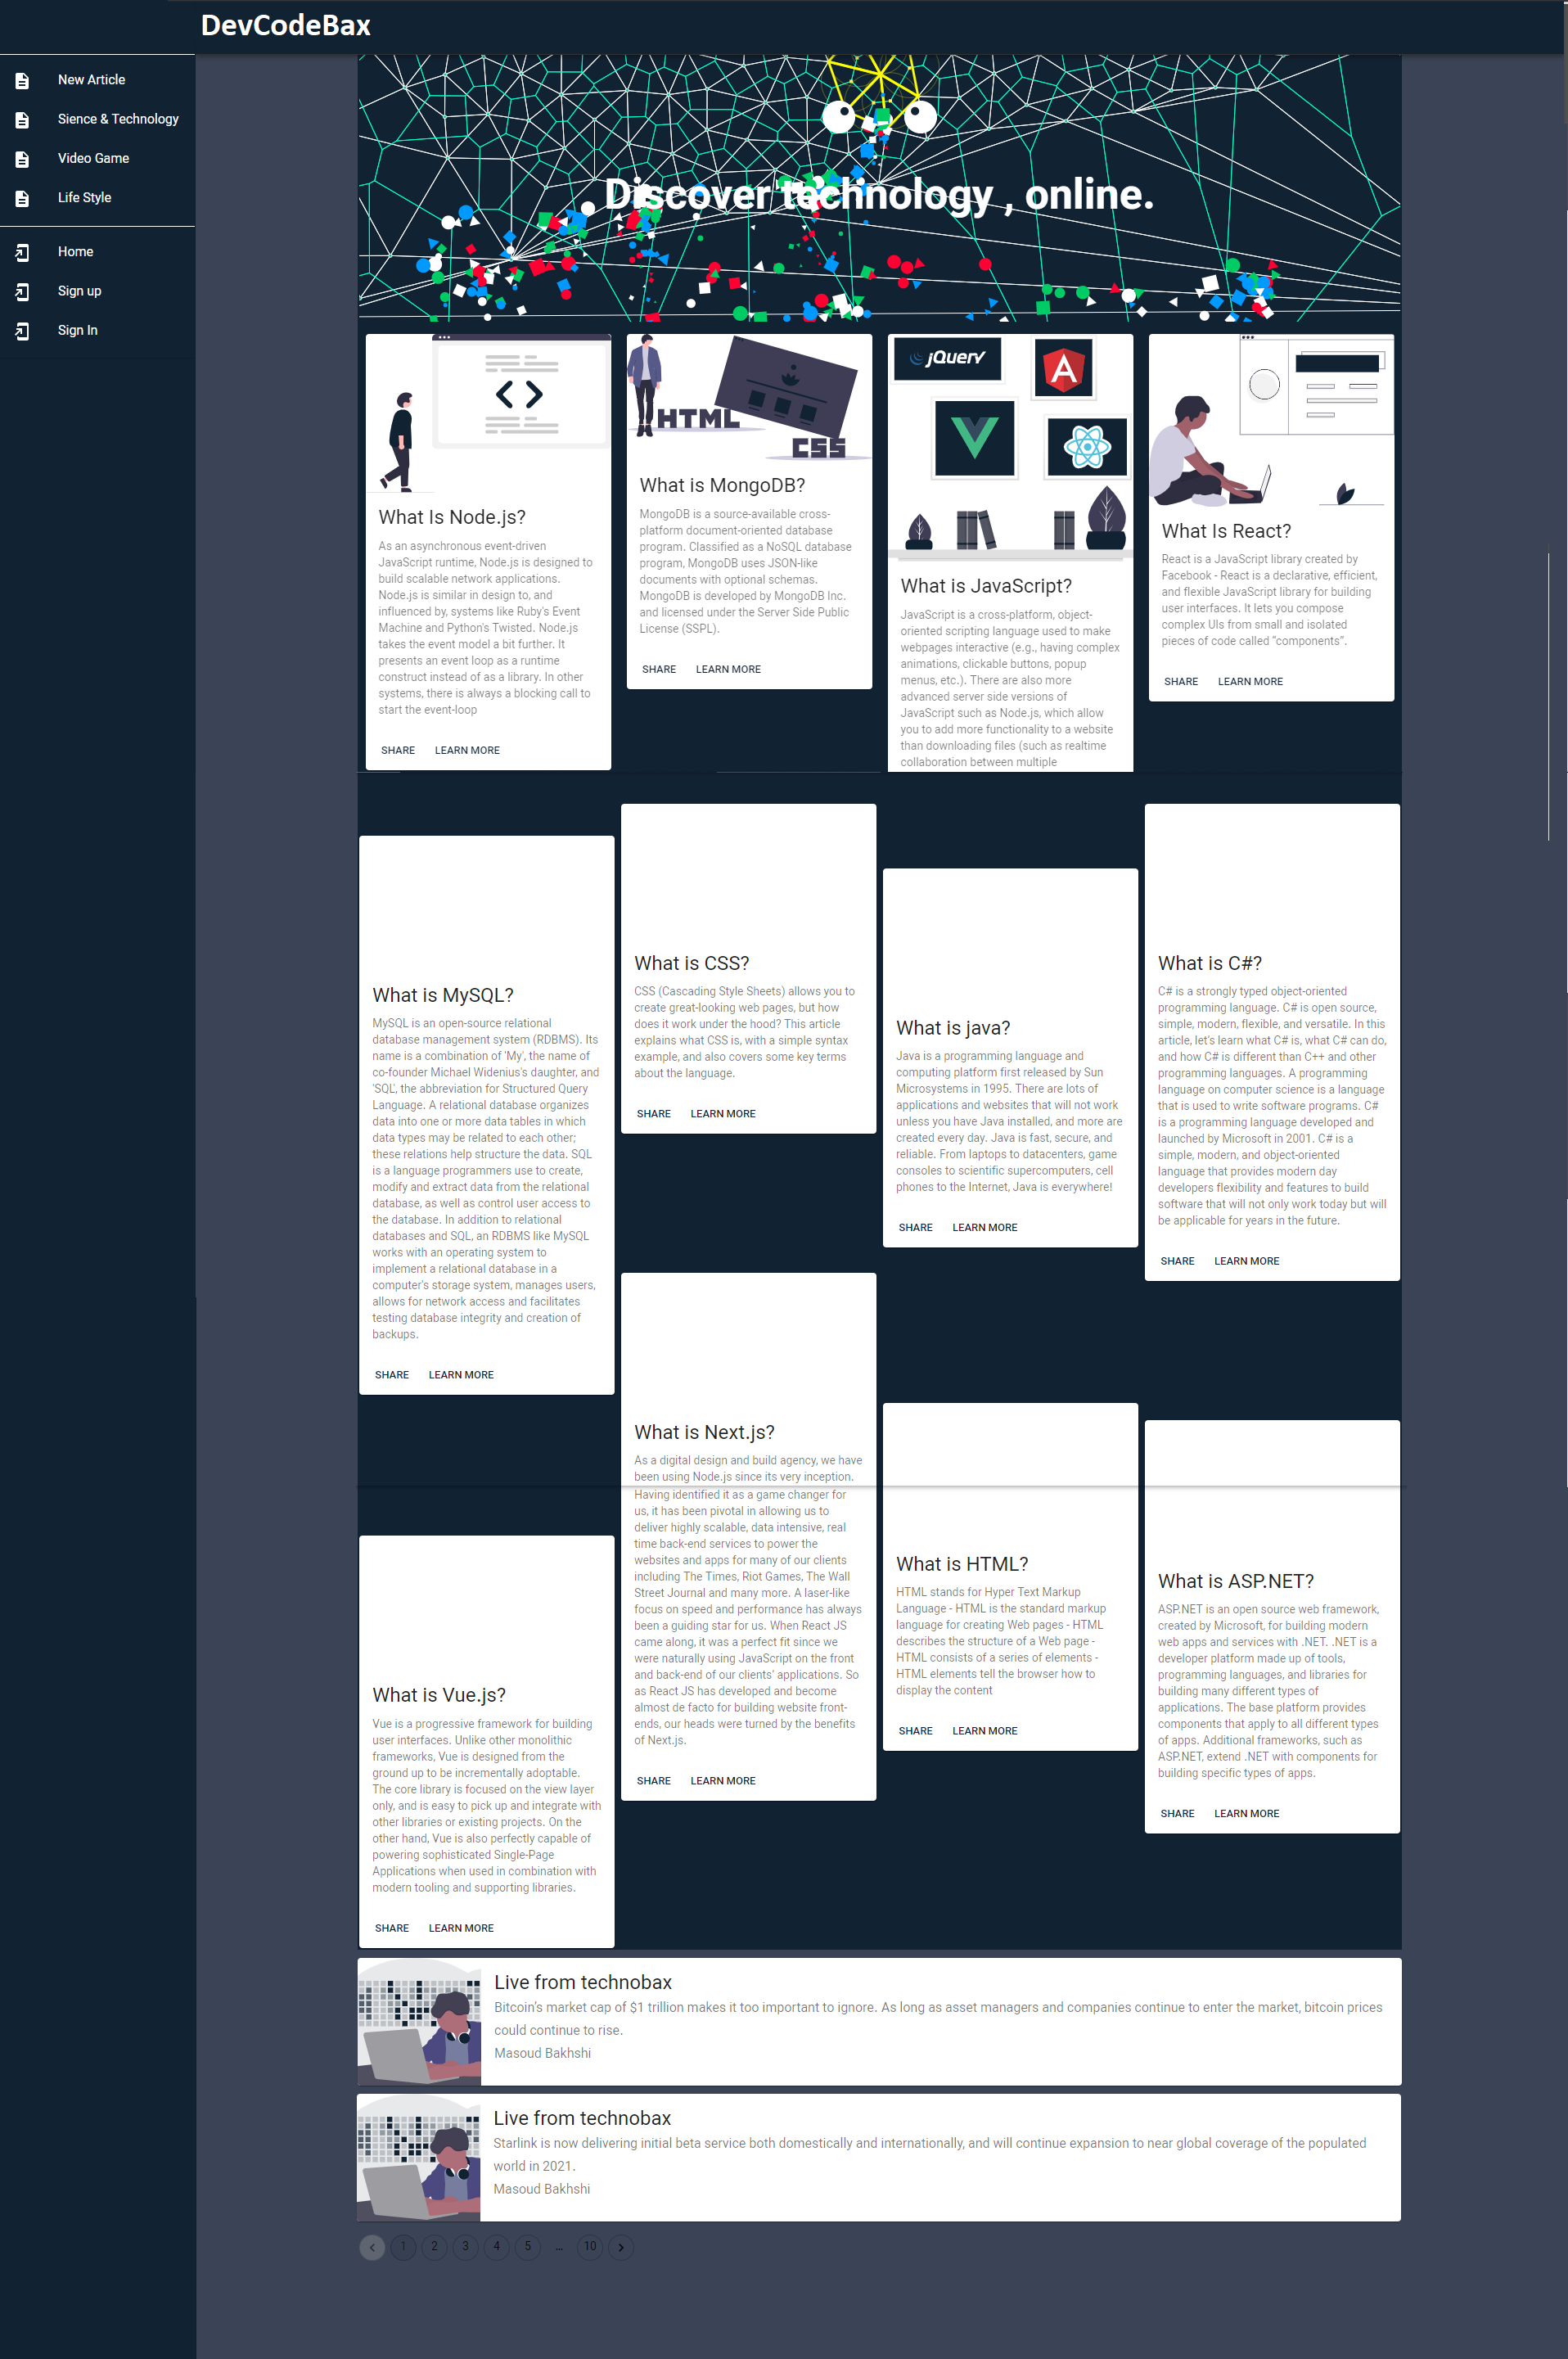 DevCodeBax
New Article
Sience & Technology
Video Game
Life Style
Home
Sign up
Sign In
Discover technology , online.
What Is Node.js?
As an asynchronous event-driven
JavaScript runtime, Node.js is designed to
build scalable network applications.
Node.js is similar in design to, and
influenced by, systems like Ruby's Event
Machine and Python's Twisted. Node.js
takes the event model a bit further. It
presents an event loop as a runtime
construct instead of as a library. In other
systems, there is always a blocking call to
start the event-loop
SHARE LEARN MORE
HTML
CSS
What is MongoDB?
MongoDB is a source-available cross-
platform document-oriented database
program. Classified as a NoSQL database
program, MongoDB uses JSON-like
documents with optional schemas.
MongoDB is developed by MongoDB Inc.
and licensed under the Server Side Public
License (SSPL).
SHARE LEARN MORE
jQuery
A
What is JavaScript?
JavaScript is a cross-platform, object-
oriented scripting language used to make
webpages interactive (e.g., having complex
animations, clickable buttons, popup
menus, etc.). There are also more
advanced server side versions of
JavaScript such as Node.js, which allow
you to add more functionality to a website
than downloading files (such as realtime
collaboration between multiple
What Is React?
React is a JavaScript library created by
Facebook - React is a declarative, efficient,
and flexible JavaScript library for building
user interfaces. It lets you compose
complex UIs from small and isolated
pieces of code called “components”.
SHARE LEARN MORE
What is MySQL?
MySQL is an open-source relational
database management system (RDBMS). Its
name is a combination of 'My', the name of
co-founder Michael Widenius's daughter, and
'SQL', the abbreviation for Structured Query
Language. A relational database organizes
data into one or more data tables in which
data types may be related to each other;
these relations help structure the data. SQL
is a language programmers use to create,
modify and extract data from the relational
database, as well as control user access to
the database. In addition to relational
databases and SQL, an RDBMS like MySQL
works with an operating system to
implement a relational database in a
computer's storage system, manages users,
allows for network access and facilitates
testing database integrity and creation of
backups.
SHARE LEARN MORE
What is CSS?
CSS (Cascading Style Sheets) allows you to
create great-looking web pages, but how
does it work under the hood? This article
explains what CSS is, with a simple syntax
example, and also covers some key terms
about the language.
SHARE LEARN MORE
What is java?
Java is a programming language and
computing platform first released by Sun
Microsystems in 1995. There are lots of
applications and websites that will not work
unless you have Java installed, and more are
created every day. Java is fast, secure, and
reliable. From laptops to datacenters, game
consoles to scientific supercomputers, cell
phones to the Internet, Java is everywhere!
SHARE LEARN MORE
What is C#?
C# is a strongly typed object-oriented
programming language. C# is open source,
simple, modern, flexible, and versatile. In this
article, let's learn what C# is, what C# can do,
and how C# is different than C++ and other
programming languages. A programming
language on computer science is a language
that is used to write software programs. C#
is a programming language developed and
launched by Microsoft in 2001. C# is a
simple, modern, and object-oriented
language that provides modern day
developers flexibility and features to build
software that will not only work today but will
be applicable for years in the future.
SHARE LEARN MORE
What is Vue.js?
Vue is a progressive framework for building
user interfaces. Unlike other monolithic
frameworks, Vue is designed from the
ground up to be incrementally adoptable.
The core library is focused on the view layer
only, and is easy to pick up and integrate with
other libraries or existing projects. On the
other hand, Vue is also perfectly capable of
powering sophisticated Single-Page
Applications when used in combination with
modern tooling and supporting libraries.
SHARE LEARN MORE
What is Next.js?
As a digital design and build agency, we have
been using Node.js since its very inception.
Having identified it as a game changer for
us, it has been pivotal in allowing us to
deliver highly scalable, data intensive, real
time back-end services to power the
websites and apps for many of our clients
including The Times, Riot Games, The Wall
Street Journal and many more. A laser-like
focus on speed and performance has always
been a guiding star for us. When React JS
came along, it was a perfect fit since we
were naturally using JavaScript on the front
and back-end of our clients' applications. So
as React JS has developed and become
almost de facto for building website front-
ends, our heads were turned by the benefits
of Next.js.
SHARE LEARN MORE
What is HTML?
HTML stands for Hyper Text Markup
Language - HTML is the standard markup
language for creating Web pages - HTML
describes the structure of a Web page -
HTML consists of a series of elements -
HTML elements tell the browser how to
display the content
SHARE LEARN MORE
What is ASP.NET?
ASP.NET is an open source web framework,
created by Microsoft, for building modern
web apps and services with .NET. .NET is a
developer platform made up of tools,
programming languages, and libraries for
building many different types of
applications. The base platform provides
components that apply to all different types
of apps. Additional frameworks, such as
ASP.NET, extend .NET with components for
building specific types of apps.
SHARE LEARN MORE
Live from technobax
Bitcoin's market cap of $1 trillion makes it too important to ignore. As long as asset managers and companies continue to enter the market, bitcoin prices
could continue to rise.
Masoud Bakhshi
Live from technobax
Starlink is now delivering initial beta service both domestically and internationally, and will continue expansion to near global coverage of the populated
world in 2021.
Masoud Bakhshi
1 2 3 4 5 ... 10